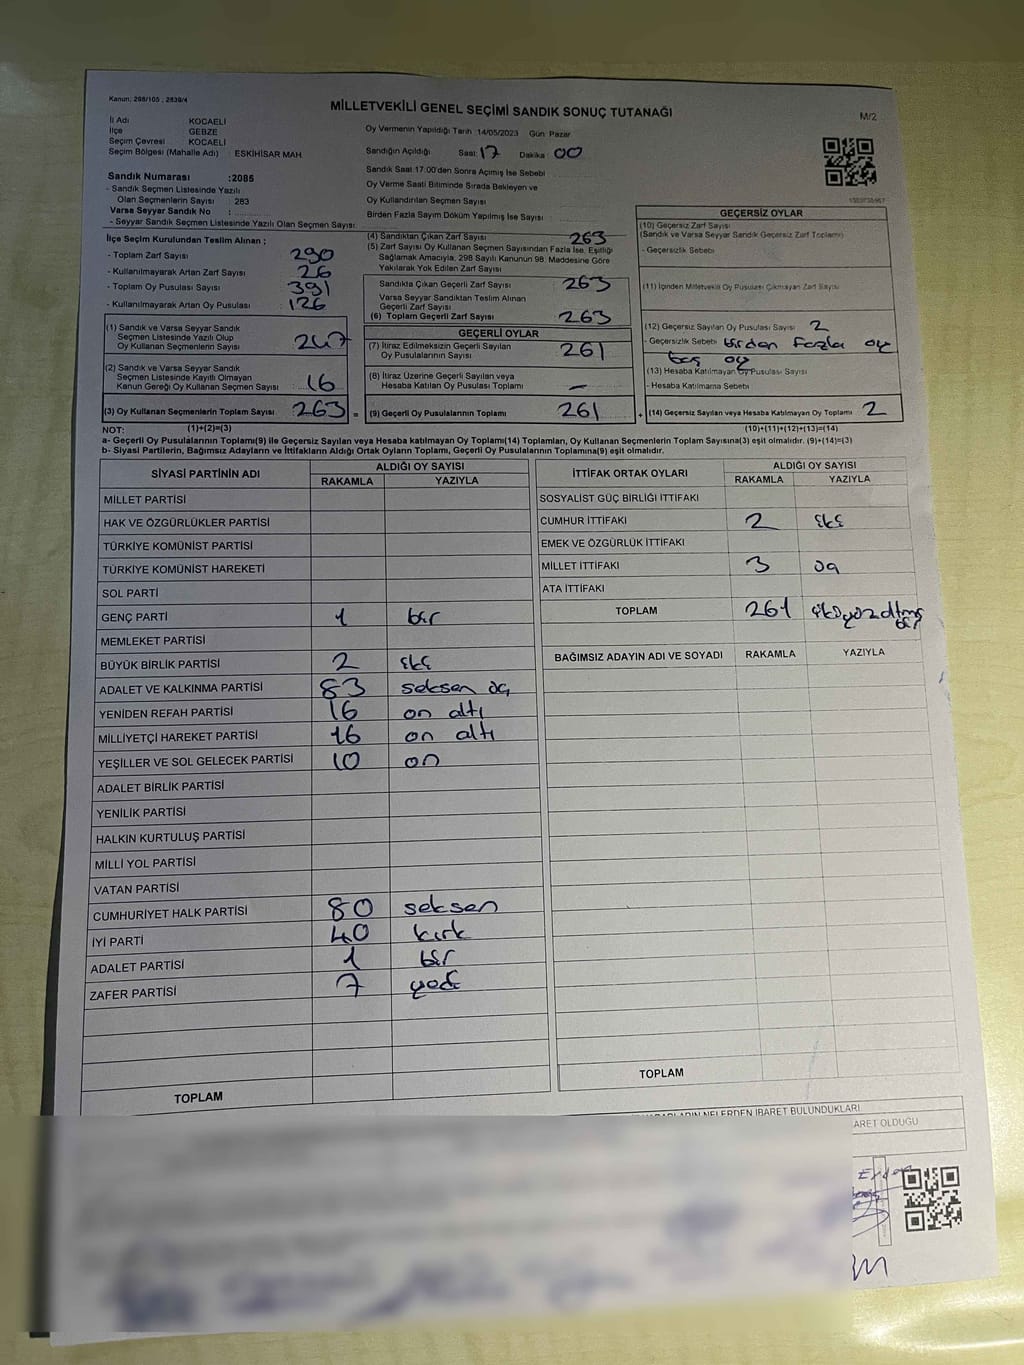 Kanun: 298/105 , 2839/4
MİLLETVEKİLİ GENEL SEÇİMİ SANDIK SONUÇ TUTANAĞI
M/2
İl Adı KOCAELİ
İlçe GEBZE
Seçim Çevresi KOCAELİ
Seçim Bölgesi (Mahalle Adı) : ESKİHİSAR MAH.
Oy Vermenin Yapıldığı Tarih 14/05/2023 Gün Pazar
Sandığın Açıldığı Saat: 17 Dakika: 00
Sandık Saat 17:00'den Sonra Açımış İse Sebebi
Oy Verme Saati Bitiminde Sırada Bekleyen ve
Oy Kullandırılan Seçmen Sayısı
Birden Fazla Sayım Döküm Yapılmış İse Sayısı
Sandık Numarası :2085
- Sandık Seçmen Listesinde Yazılı
Olan Seçmenlerin Sayısı : 283
Varsa Seyyar Sandık No :
- Seyyar Sandık Seçmen Listesinde Yazılı Olan Seçmen Sayısı:
İlçe Seçim Kurulundan Teslim Alınan ;
- Toplam Zarf Sayısı 290
- Kullanılmayarak Artan Zarf Sayısı 26
- Toplam Oy Pusulası Sayısı 391
- Kullanılmayarak Artan Oy Pusulası 126
(1) Sandık ve Varsa Seyyar Sandık
Seçmen Listesinde Yazılı Olup
Oy Kullanan Seçmenlerin Sayısı 247
(2) Sandık ve Varsa Seyyar Sandık
Seçmen Listesinde Kayıtlı Olmayan
Kanun Gereği Oy Kullanan Seçmen Sayısı 16
(3) Oy Kullanan Seçmenlerin Toplam Sayısı 263 =
(4) Sandıktan Çıkan Zarf Sayısı 263
(5) Zarf Sayısı Oy Kullanan Seçmen Sayısından Fazla İse, Eşitliği
Sağlamak Amacıyla, 298 Sayılı Kanunun 98. Maddesine Göre
Yakılarak Yok Edilen Zarf Sayısı
Sandıkta Çıkan Geçerli Zarf Sayısı 263
Varsa Seyyar Sandıktan Teslim Alınan
Geçerli Zarf Sayısı
(6) Toplam Geçerli Zarf Sayısı 263
GEÇERLİ OYLAR
(7) İtiraz Edilmeksizin Geçerli Sayılan
Oy Pusulalarının Sayısı 261
(8) İtiraz Üzerine Geçerli Sayılan veya
Hesaba Katılan Oy Pusulası Toplamı -
(9) Geçerli Oy Pusulalarının Toplamı 261 +
GEÇERSİZ OYLAR
(10) Geçersiz Zarf Sayısı
(Sandık ve Varsa Seyyar Sandık Geçersiz Zarf Toplamı)
- Geçersizlik Sebebi
(11) İçinden Milletvekili Oy Pusulası Çıkmayan Zarf Sayısı
(12) Geçersiz Sayılan Oy Pusulası Sayısı 2
- Geçersizlik Sebebi birden fazla oy
boş oy
(13) Hesaba Katılmayan Oy Pusulası Sayısı
- Hesaba Katılmama Sebebi
(14) Geçersiz Sayılan veya Hesaba Katılmayan Oy Toplamı 2
NOT: (1)+(2)=(3) (10)+(11)+(12)+(13)=(14)
a- Geçerli Oy Pusulalarının Toplamı(9) ile Geçersiz Sayılan veya Hesaba katılmayan Oy Toplamı(14) Toplamları, Oy Kullanan Seçmenlerin Toplam Sayısına(3) eşit olmalıdır. (9)+(14)=(3)
b- Siyasi Partilerin, Bağımsız Adayların ve İttifakların Aldığı Oyların Toplamı, Geçerli Oy Pusulalarının Toplamına(9) eşit olmalıdır.
SİYASİ PARTİNİN ADI ALDIĞI OY SAYISI
RAKAMLA YAZIYLA
MİLLET PARTİSİ
HAK VE ÖZGÜRLÜKLER PARTİSİ
TÜRKİYE KOMÜNİST PARTİSİ
TÜRKİYE KOMÜNİST HAREKETİ
SOL PARTİ
GENÇ PARTİ 1 bir
MEMLEKET PARTİSİ
BÜYÜK BİRLİK PARTİSİ 2 iki
ADALET VE KALKINMA PARTİSİ 83 seksen üç
YENİDEN REFAH PARTİSİ 16 on altı
MİLLİYETÇİ HAREKET PARTİSİ 16 on altı
YEŞİLLER VE SOL GELECEK PARTİSİ 10 on
ADALET BİRLİK PARTİSİ
YENİLİK PARTİSİ
HALKIN KURTULUŞ PARTİSİ
MİLLİ YOL PARTİSİ
VATAN PARTİSİ
CUMHURİYET HALK PARTİSİ 80 seksen
İYİ PARTİ 40 kırk
ADALET PARTİSİ 1 bir
ZAFER PARTİSİ 7 yedi
TOPLAM
İTTİFAK ORTAK OYLARI ALDIĞI OY SAYISI
RAKAMLA YAZIYLA
SOSYALİST GÜÇ BİRLİĞİ İTTİFAKI
CUMHUR İTTİFAKI 2 iki
EMEK VE ÖZGÜRLÜK İTTİFAKI
MİLLET İTTİFAKI 3 üç
ATA İTTİFAKI
TOPLAM 261 ikiyüzaltmış
bir
BAĞIMSIZ ADAYIN ADI VE SOYADI RAKAMLA YAZIYLA
TOPLAM
NELERDEN İBARET BULUNDUKLARI
ARET OLDUĞU